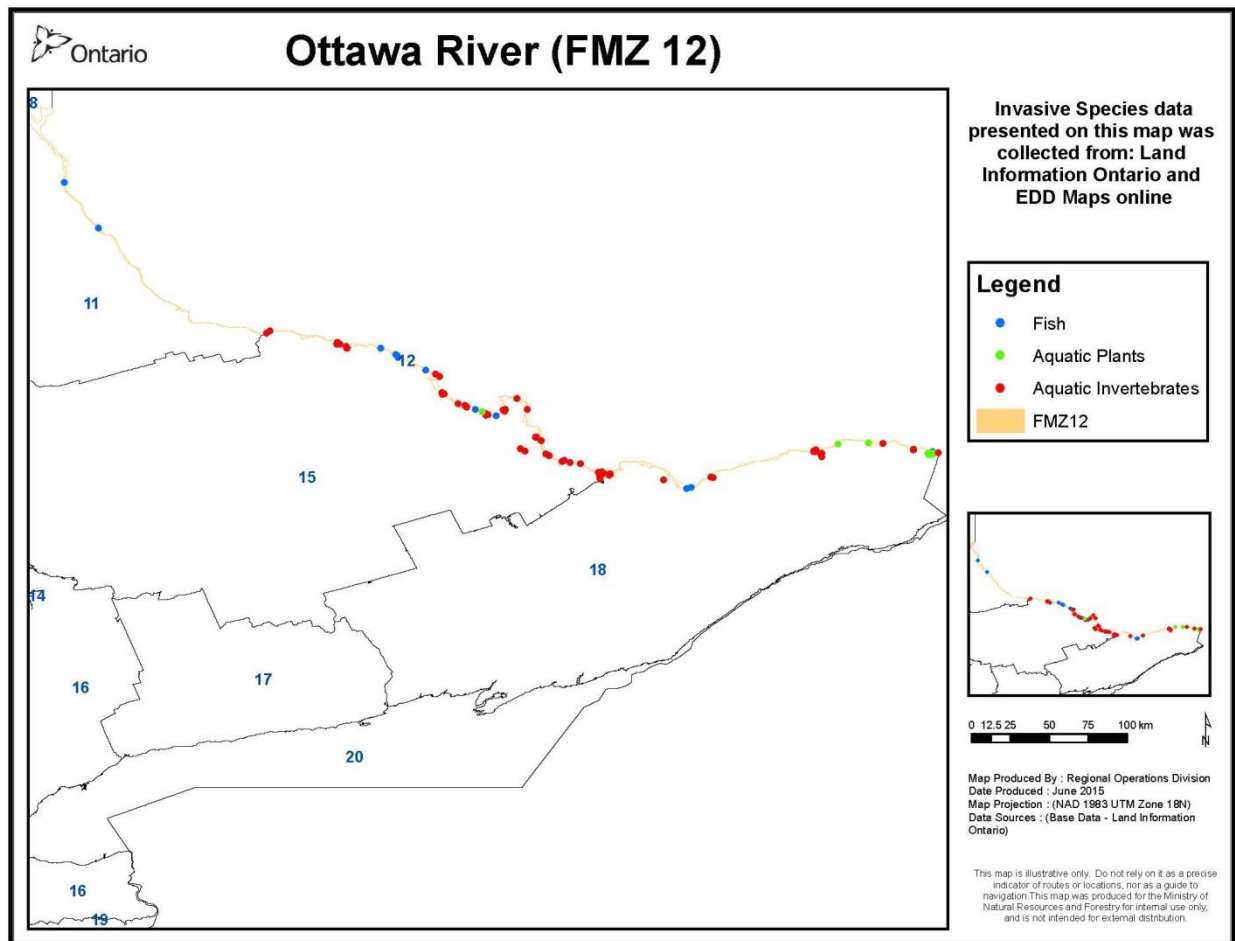 Ontario
Ottawa River (FMZ 12)
8
11
12
15
18
14
16
17
20
16
19
Invasive Species data
presented on this map was
collected from: Land
Information Ontario and
EDD Maps online
Legend
Fish
Aquatic Plants
Aquatic Invertebrates
FMZ12
0 12.5 25 50 75 100 km
N
Map Produced By : Regional Operations Division
Date Produced : June 2015
Map Projection : (NAD 1983 UTM Zone 18N)
Data Sources : (Base Data - Land Information
Ontario)
This map is illustrative only. Do not rely on it as a precise
indicator of routes or locations, nor as a guide to
navigation.This map was produced for the Ministry of
Natural Resources and Forestry for internal use only,
and is not intended for external distribution.